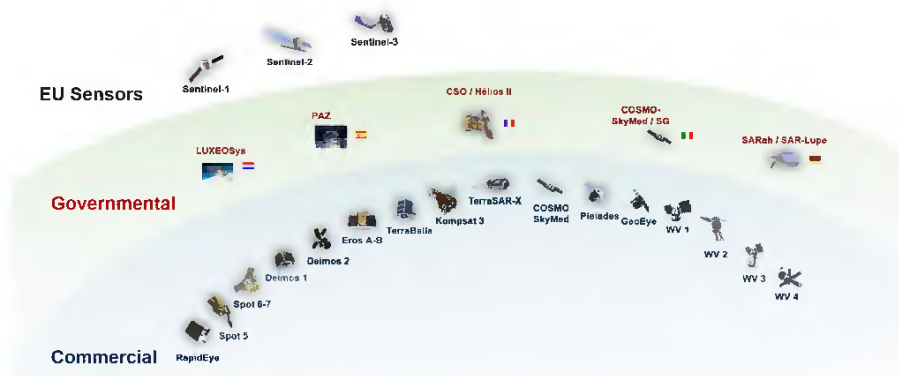 Sentinel-3
Sentinel-2
Sentinel-1
EU Sensors
CSO / Hélios II
PAZ
COSMO-
SkyMed / SG
LUXEOSys
SARah / SAR-Lupe
Governmental
TerraSAR-X
Kompsat 3
COSMO
SkyMed
Pleiades
GeoEye
WV 1
TerraBella
Eros A-B
WV 2
Deimos 2
Deimos 1
WV 3
WV 4
Spot 6-7
Spot 5
RapidEye
Commercial